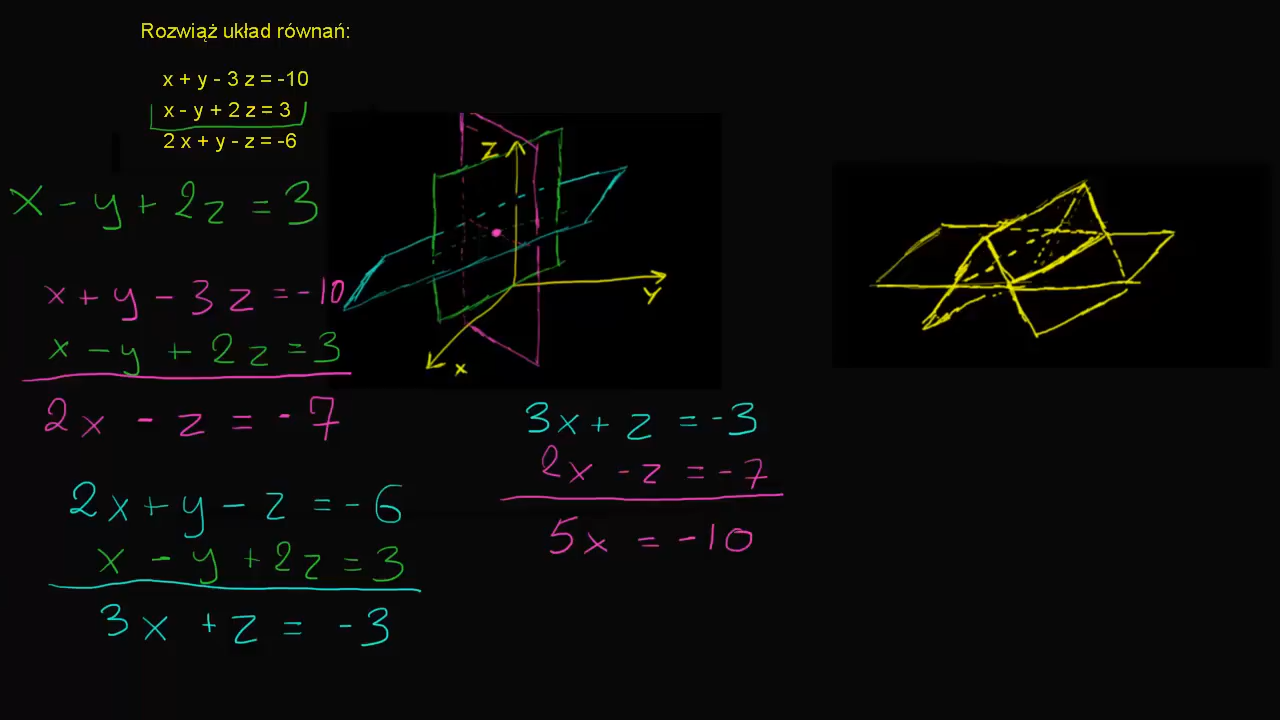 Rozwiąż układ równań:
x + y - 3 z = -10
x - y + 2 z = 3
2 x + y - z = -6
x - y + 2z = 3
x + y - 3z = -10
x - y + 2z = 3
2x - z = -7
2x + y - z = -6
x - y + 2z = 3
3x + z = -3
z
y
x
3x + z = -3
2x - z = -7
5x = -10